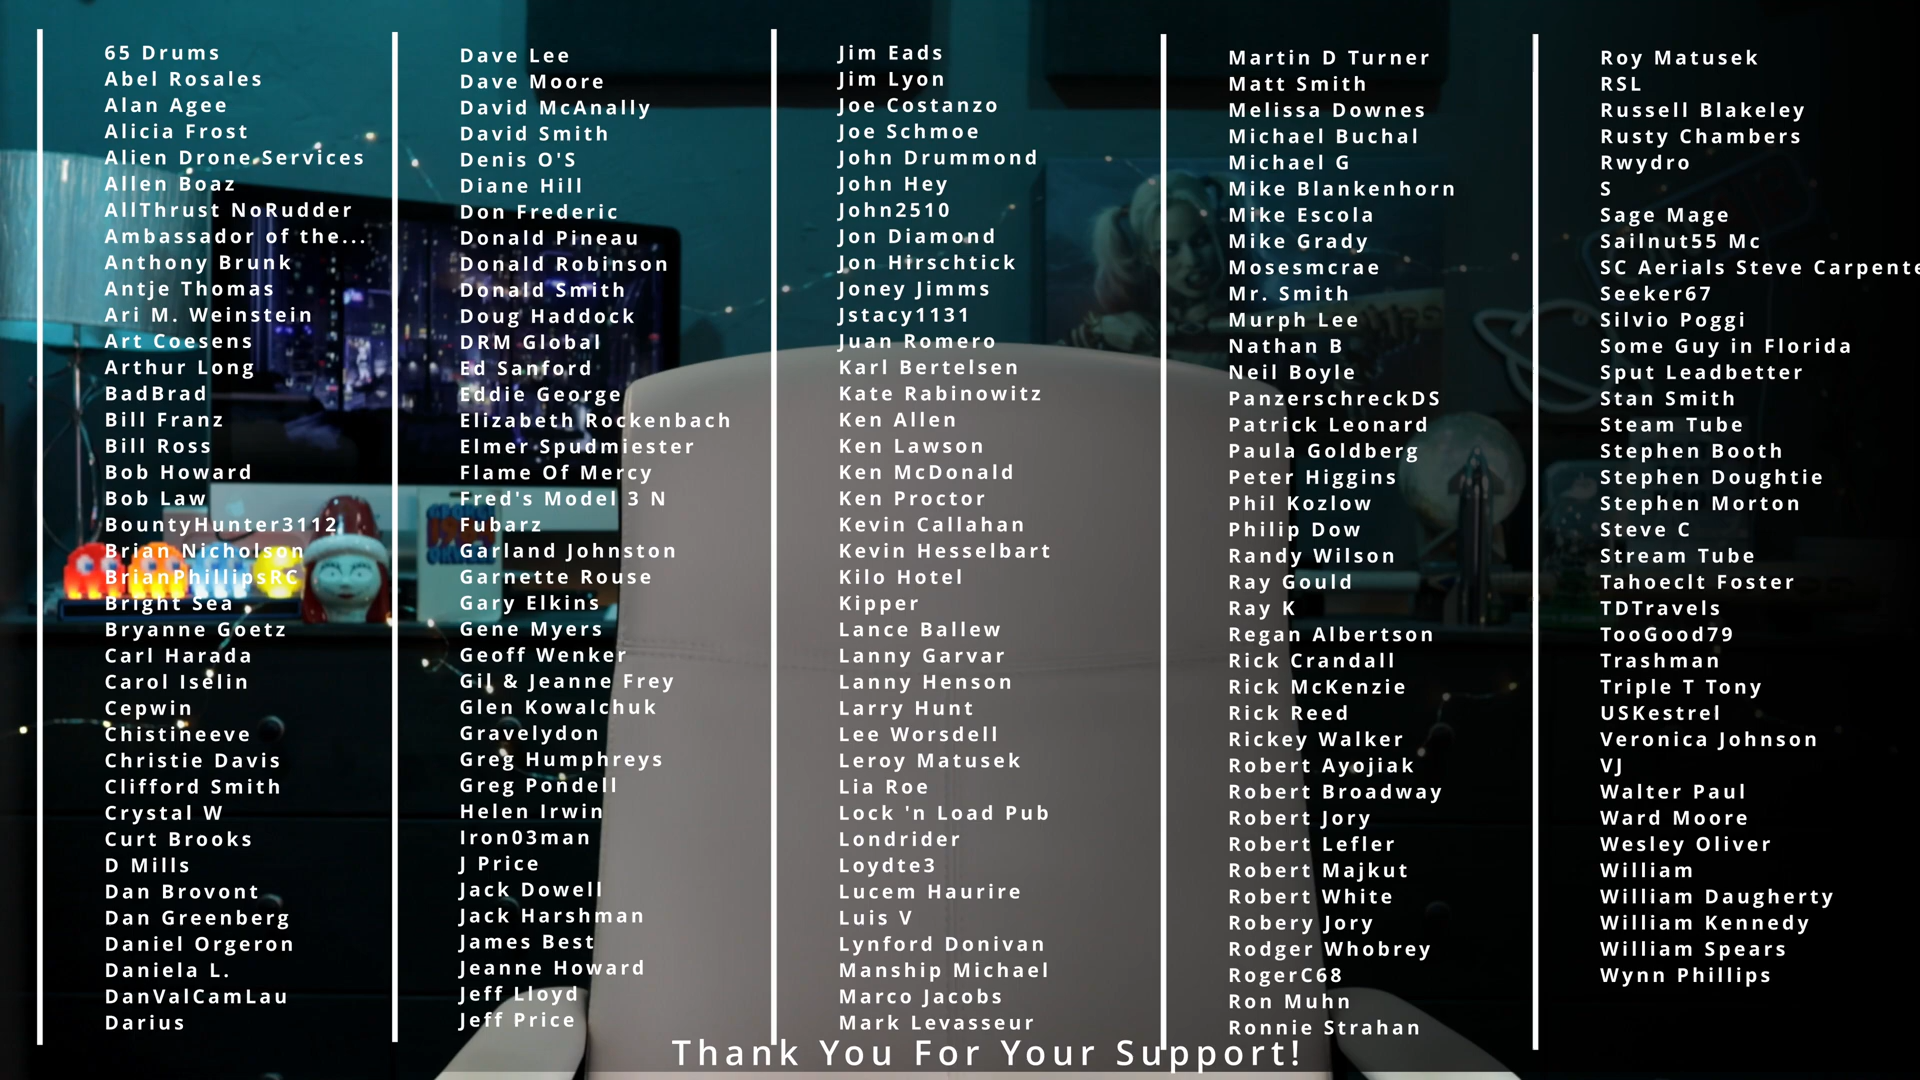 65 Drums
Abel Rosales
Alan Agee
Alicia Frost
Alien Drone Services
Allen Boaz
AllThrust NoRudder
Ambassador of the...
Anthony Brunk
Antje Thomas
Ari M. Weinstein
Art Coesens
Arthur Long
BadBrad
Bill Franz
Bill Ross
Bob Howard
Bob Law
BountyHunter3112
Brian Nicholson
BrianPhillipsRC
Bright Sea
Bryanne Goetz
Carl Harada
Carol Iselin
Cepwin
Chistineeve
Christie Davis
Clifford Smith
Crystal W
Curt Brooks
D Mills
Dan Brovont
Dan Greenberg
Daniel Orgeron
Daniela L.
DanValCamLau
Darius
Dave Lee
Dave Moore
David McAnally
David Smith
Denis O'S
Diane Hill
Don Frederic
Donald Pineau
Donald Robinson
Donald Smith
Doug Haddock
DRM Global
Ed Sanford
Eddie George
Elizabeth Rockenbach
Elmer Spudmiester
Flame Of Mercy
Fred's Model 3 N
Fubarz
Garland Johnston
Garnette Rouse
Gary Elkins
Gene Myers
Geoff Wenker
Gil & Jeanne Frey
Glen Kowalchuk
Gravelydon
Greg Humphreys
Greg Pondell
Helen Irwin
Iron03man
J Price
Jack Dowell
Jack Harshman
James Best
Jeanne Howard
Jeff Lloyd
Jeff Price
Jim Eads
Jim Lyon
Joe Costanzo
Joe Schmoe
John Drummond
John Hey
John2510
Jon Diamond
Jon Hirschtick
Joney Jimms
Jstacy1131
Juan Romero
Karl Bertelsen
Kate Rabinowitz
Ken Allen
Ken Lawson
Ken McDonald
Ken Proctor
Kevin Callahan
Kevin Hesselbart
Kilo Hotel
Kipper
Lance Ballew
Lanny Garvar
Lanny Henson
Larry Hunt
Lee Worsdell
Leroy Matusek
Lia Roe
Lock 'n Load Pub
Londrider
Loydte3
Lucem Haurire
Luis V
Lynford Donivan
Manship Michael
Marco Jacobs
Mark Levasseur
Martin D Turner
Matt Smith
Melissa Downes
Michael Buchal
Michael G
Mike Blankenhorn
Mike Escola
Mike Grady
Mosesmcrae
Mr. Smith
Murph Lee
Nathan B
Neil Boyle
PanzerschreckDS
Patrick Leonard
Paula Goldberg
Peter Higgins
Phil Kozlow
Philip Dow
Randy Wilson
Ray Gould
Ray K
Regan Albertson
Rick Crandall
Rick McKenzie
Rick Reed
Rickey Walker
Robert Ayojiak
Robert Broadway
Robert Jory
Robert Lefler
Robert Majkut
Robert White
Robery Jory
Rodger Whobrey
RogerC68
Ron Muhn
Ronnie Strahan
Roy Matusek
RSL
Russell Blakeley
Rusty Chambers
Rwydro
S
Sage Mage
Sailnut55 Mc
SC Aerials Steve Carpente
Seeker67
Silvio Poggi
Some Guy in Florida
Sput Leadbetter
Stan Smith
Steam Tube
Stephen Booth
Stephen Doughtie
Stephen Morton
Steve C
Stream Tube
Tahoeclt Foster
TDTravels
TooGood79
Trashman
Triple T Tony
USKestrel
Veronica Johnson
VJ
Walter Paul
Ward Moore
Wesley Oliver
William
William Daugherty
William Kennedy
William Spears
Wynn Phillips
Thank You For Your Support!